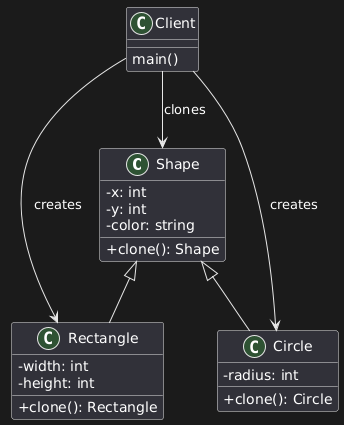 C Client
main()
clones
C Shape
-x: int
-y: int
-color: string
+clone(): Shape
creates
creates
C Rectangle
-width: int
-height: int
+clone(): Rectangle
C Circle
-radius: int
+clone(): Circle